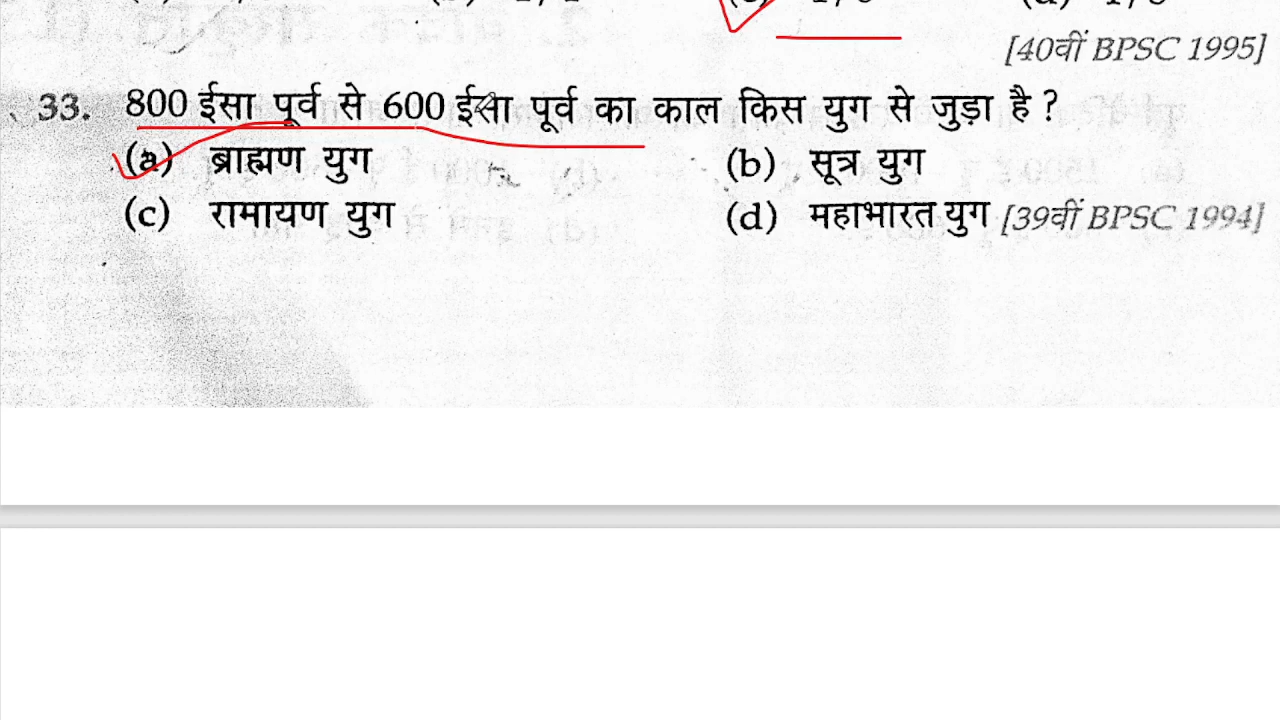 [40वीं BPSC 1995]
33. 800 ईसा पूर्व से 600 ईसा पूर्व का काल किस युग से जुड़ा है ?
(a) ब्राह्मण युग (b) सूत्र युग
(c) रामायण युग (d) महाभारत युग [39वीं BPSC 1994]